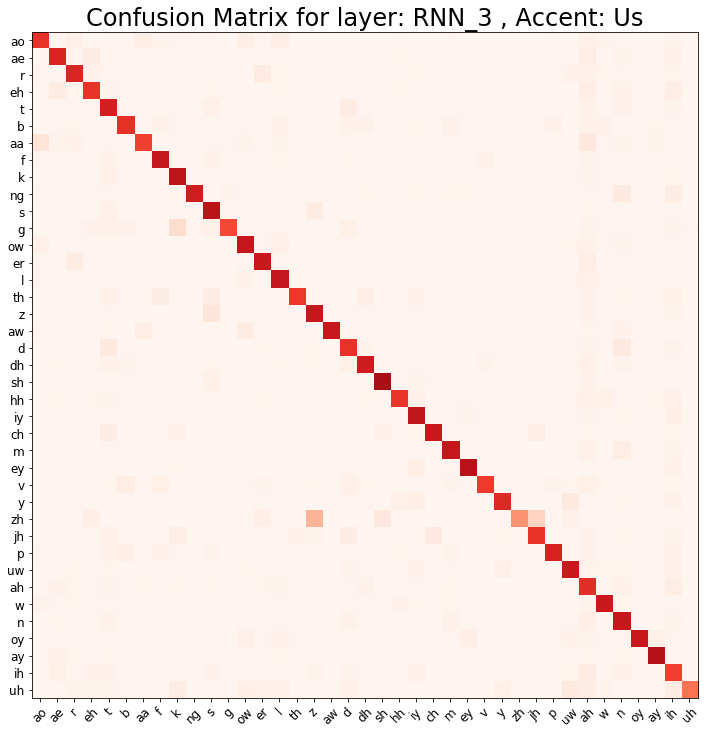 Confusion Matrix for layer: RNN_3 , Accent: Us
ao
ae
r
eh
t
b
aa
f
k
ng
s
g
ow
er
l
th
z
aw
d
dh
sh
hh
iy
ch
m
ey
v
y
zh
jh
p
uw
ah
w
n
oy
ay
ih
uh
ao ae r eh t b aa f k ng s g ow er l th z aw d dh sh hh iy ch m ey v y zh jh p uw ah w n oy ay ih uh